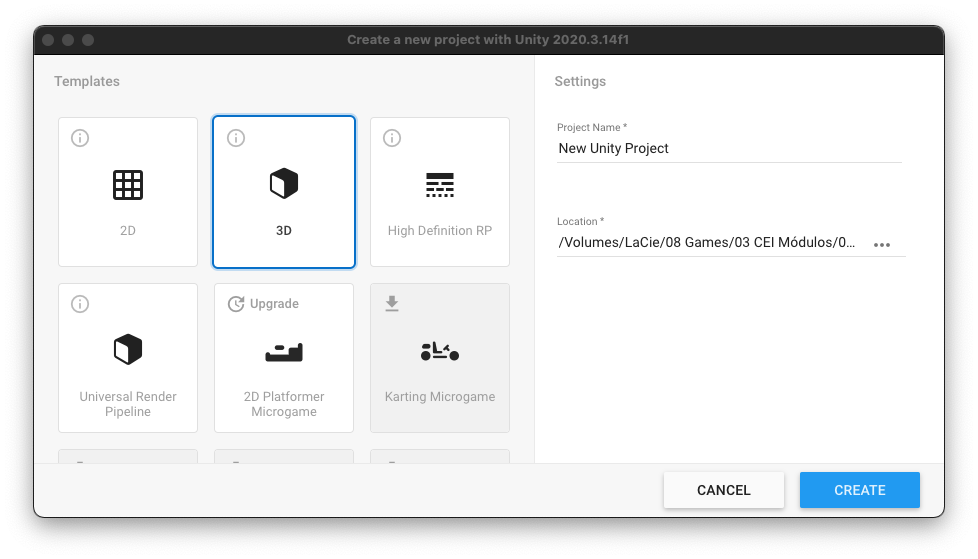 Create a new project with Unity 2020.3.14f1
Templates
2D
3D
High Definition RP
Universal Render
Pipeline
Upgrade
2D Platformer
Microgame
Karting Microgame
Settings
Project Name *
New Unity Project
Location *
/Volumes/LaCie/08 Games/03 CEI Módulos/0...
CANCEL
CREATE